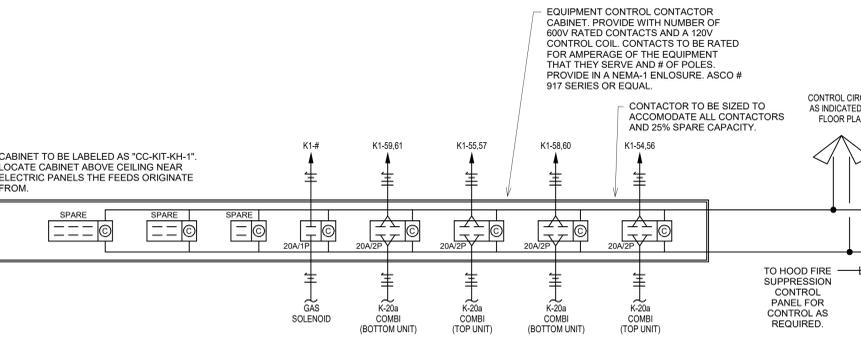 EQUIPMENT CONTROL CONTACTOR
CABINET. PROVIDE WITH NUMBER OF
600V RATED CONTACTS AND A 120V
CONTROL COIL. CONTACTS TO BE RATED
FOR AMPERAGE OF THE EQUIPMENT
THAT THEY SERVE AND # OF POLES.
PROVIDE IN A NEMA-1 ENLOSURE. ASCO #
917 SERIES OR EQUAL.
CONTACTOR TO BE SIZED TO
ACCOMODATE ALL CONTACTORS
AND 25% SPARE CAPACITY.
CONTROL CIRC
AS INDICATED
FLOOR PLA
CABINET TO BE LABELED AS "CC-KIT-KH-1".
LOCATE CABINET ABOVE CEILING NEAR
ELECTRIC PANELS THE FEEDS ORIGINATE
FROM.
K1-#
K1-59,61
K1-55,57
K1-58,60
K1-54,56
SPARE
SPARE
SPARE
C
C
C
C
C
C
C
C
20A/1P
20A/2P
20A/2P
20A/2P
20A/2P
GAS
SOLENOID
K-20a
COMBI
(BOTTOM UNIT)
K-20a
COMBI
(TOP UNIT)
K-20a
COMBI
(BOTTOM UNIT)
K-20a
COMBI
(TOP UNIT)
TO HOOD FIRE
SUPPRESSION
CONTROL
PANEL FOR
CONTROL AS
REQUIRED.